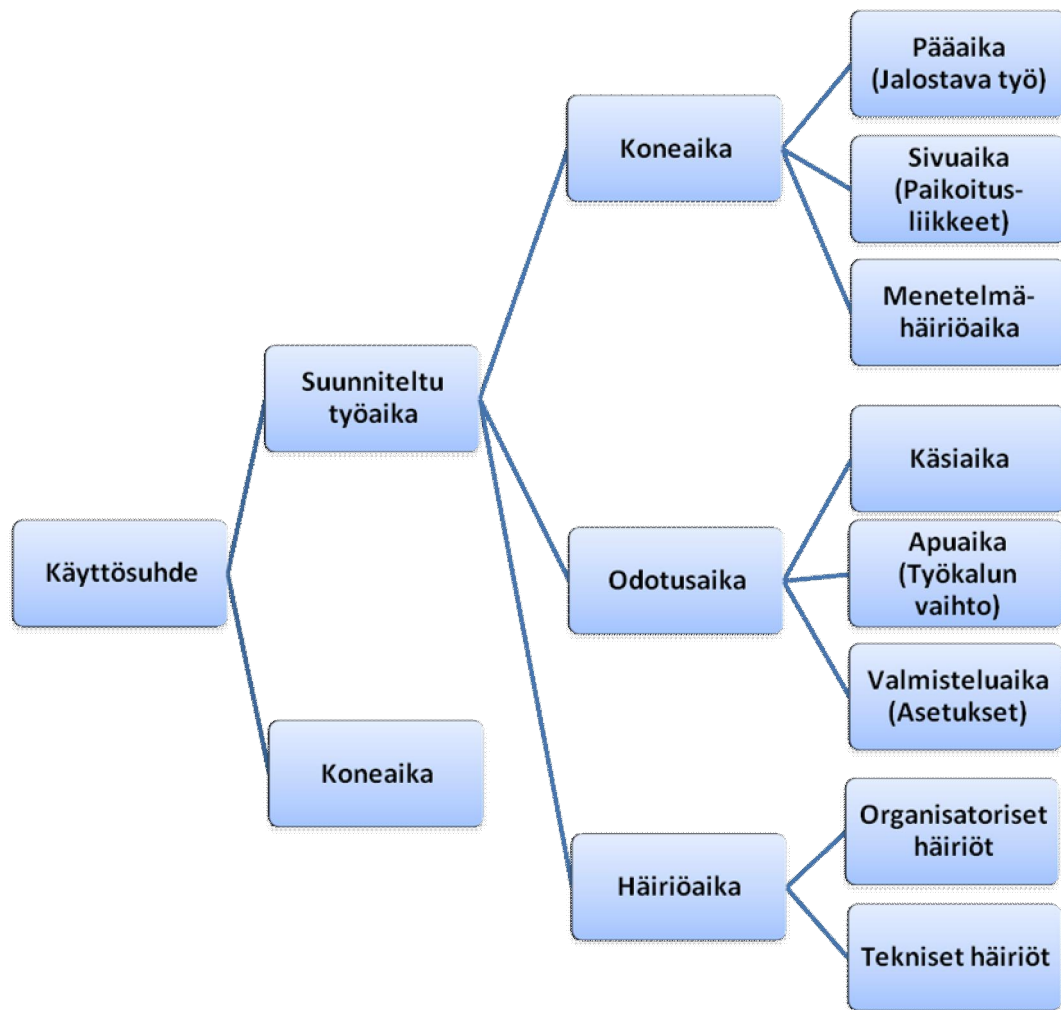 Pääaika
(Jalostava työ)
Koneaika
Sivuaika
(Paikoitus-
liikkeet)
Menetelmä-
häiriöaika
Suunniteltu
työaika
Käsiaika
Käyttösuhde
Odotusaika
Apuaika
(Työkalun
vaihto)
Valmisteluaika
(Asetukset)
Koneaika
Organisatoriset
häiriöt
Häiriöaika
Tekniset häiriöt